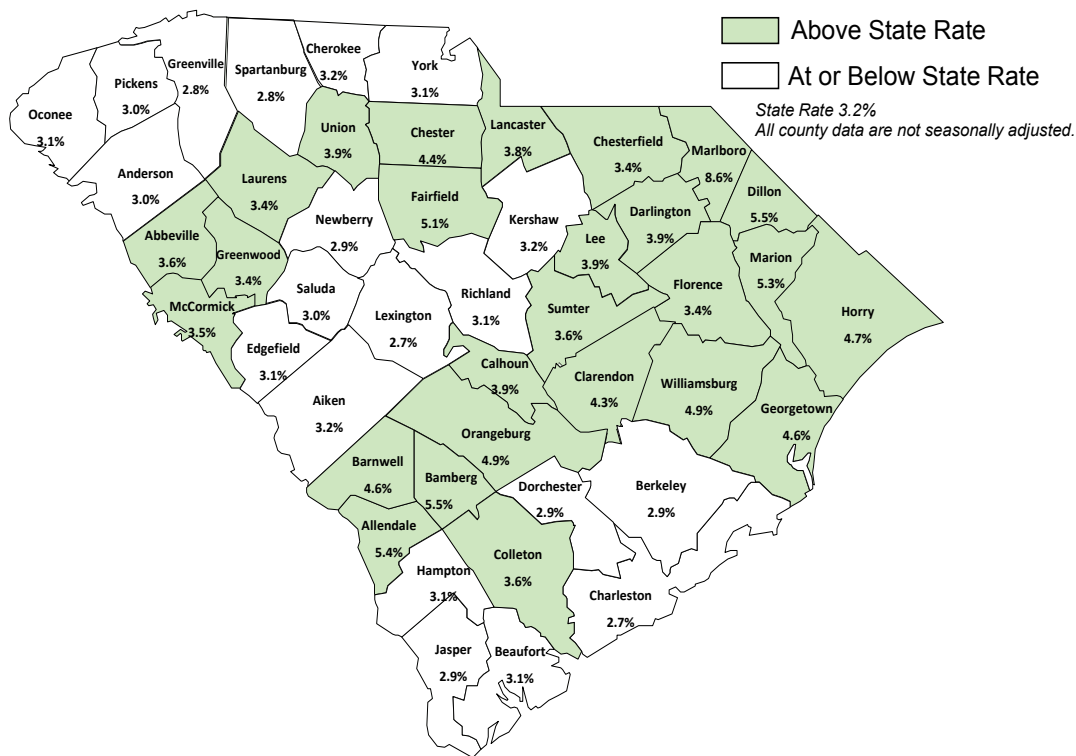 Above State Rate
At or Below State Rate
State Rate 3.2%
All county data are not seasonally adjusted.
Cherokee
3.2%
York
3.1%
Greenville
2.8%
Spartanburg
2.8%
Pickens
3.0%
Oconee
3.1%
Union
3.9%
Chester
4.4%
Lancaster
3.8%
Chesterfield
3.4%
Marlboro
8.6%
Dillon
5.5%
Anderson
3.0%
Laurens
3.4%
Newberry
2.9%
Fairfield
5.1%
Kershaw
3.2%
Darlington
3.9%
Lee
3.9%
Abbeville
3.6%
Greenwood
3.4%
Marion
5.3%
Florence
3.4%
Saluda
3.0%
Richland
3.1%
McCormick
3.5%
Lexington
2.7%
Sumter
3.6%
Horry
4.7%
Edgefield
3.1%
Calhoun
3.9%
Clarendon
4.3%
Williamsburg
4.9%
Georgetown
4.6%
Aiken
3.2%
Orangeburg
4.9%
Barnwell
4.6%
Bamberg
5.5%
Dorchester
2.9%
Berkeley
2.9%
Allendale
5.4%
Colleton
3.6%
Hampton
3.1%
Charleston
2.7%
Jasper
2.9%
Beaufort
3.1%